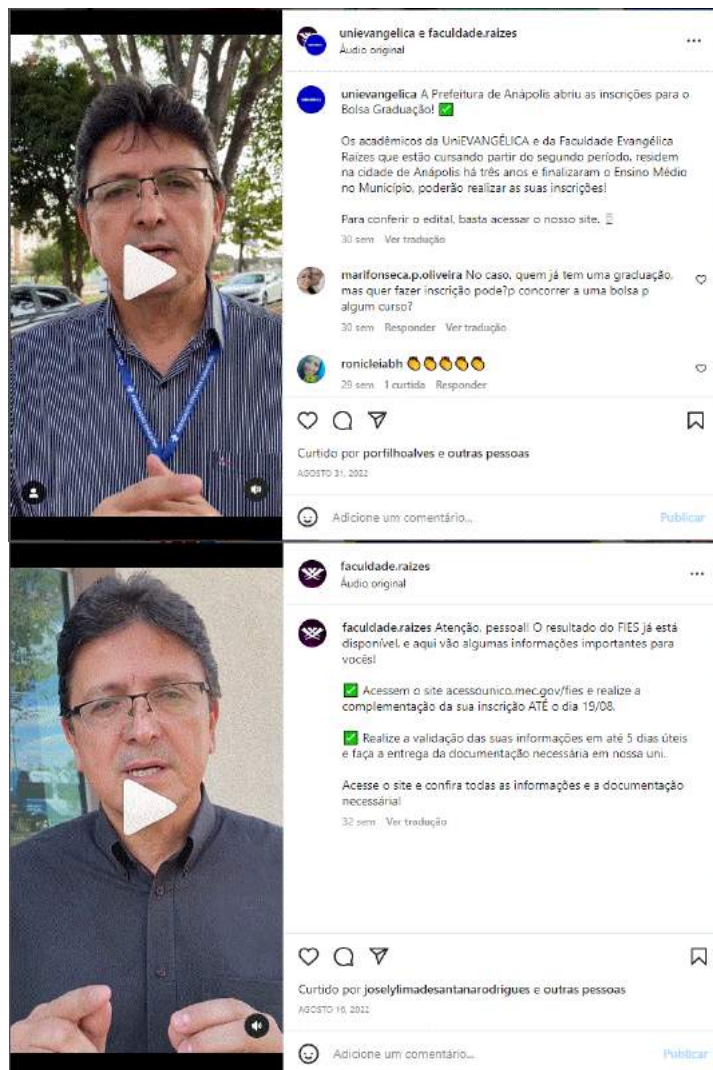 unievangelica e faculdade.raizes
Áudio original
unievangelica A Prefeitura de Anápolis abriu as inscrições para o
Bolsa Graduação! ✅
Os acadêmicos da UniEVANGÉLICA e da Faculdade Evangélica
Raízes que estão cursando partir do segundo período, residem
na cidade de Anápolis há três anos e finalizaram o Ensino Médio
no Município, poderão realizar as suas inscrições!
Para conferir o edital, basta acessar o nosso site.
30 sem Ver tradução
marifonseca.p.oliveira No caso, quem já tem uma graduação,
mas quer fazer inscrição pode?p concorrer a uma bolsa p
algum curso?
30 sem Responder Ver tradução
ronicleiabh 👏👏👏👏👏
29 sem 1 curtida Responder
Curtido por porfilhoalves e outras pessoas
AGOSTO 31, 2022
Adicione um comentário...
Publicar
faculdade.raizes
Áudio original
faculdade.raizes Atenção, pessoal! O resultado do FIES já está
disponível, e aqui vão algumas informações importantes para
vocês!
✅ Acessem o site acessounico.mec.gov/fies e realize a
complementação da sua inscrição ATÉ o dia 19/08.
✅ Realize a validação das suas informações em até 5 dias úteis
e faça a entrega da documentação necessária em nossa uni.
Acesse o site e confira todas as informações e a documentação
necessária!
32 sem Ver tradução
Curtido por joselylimadesantanarodrigues e outras pessoas
AGOSTO 16, 2022
Adicione um comentário...
Publicar